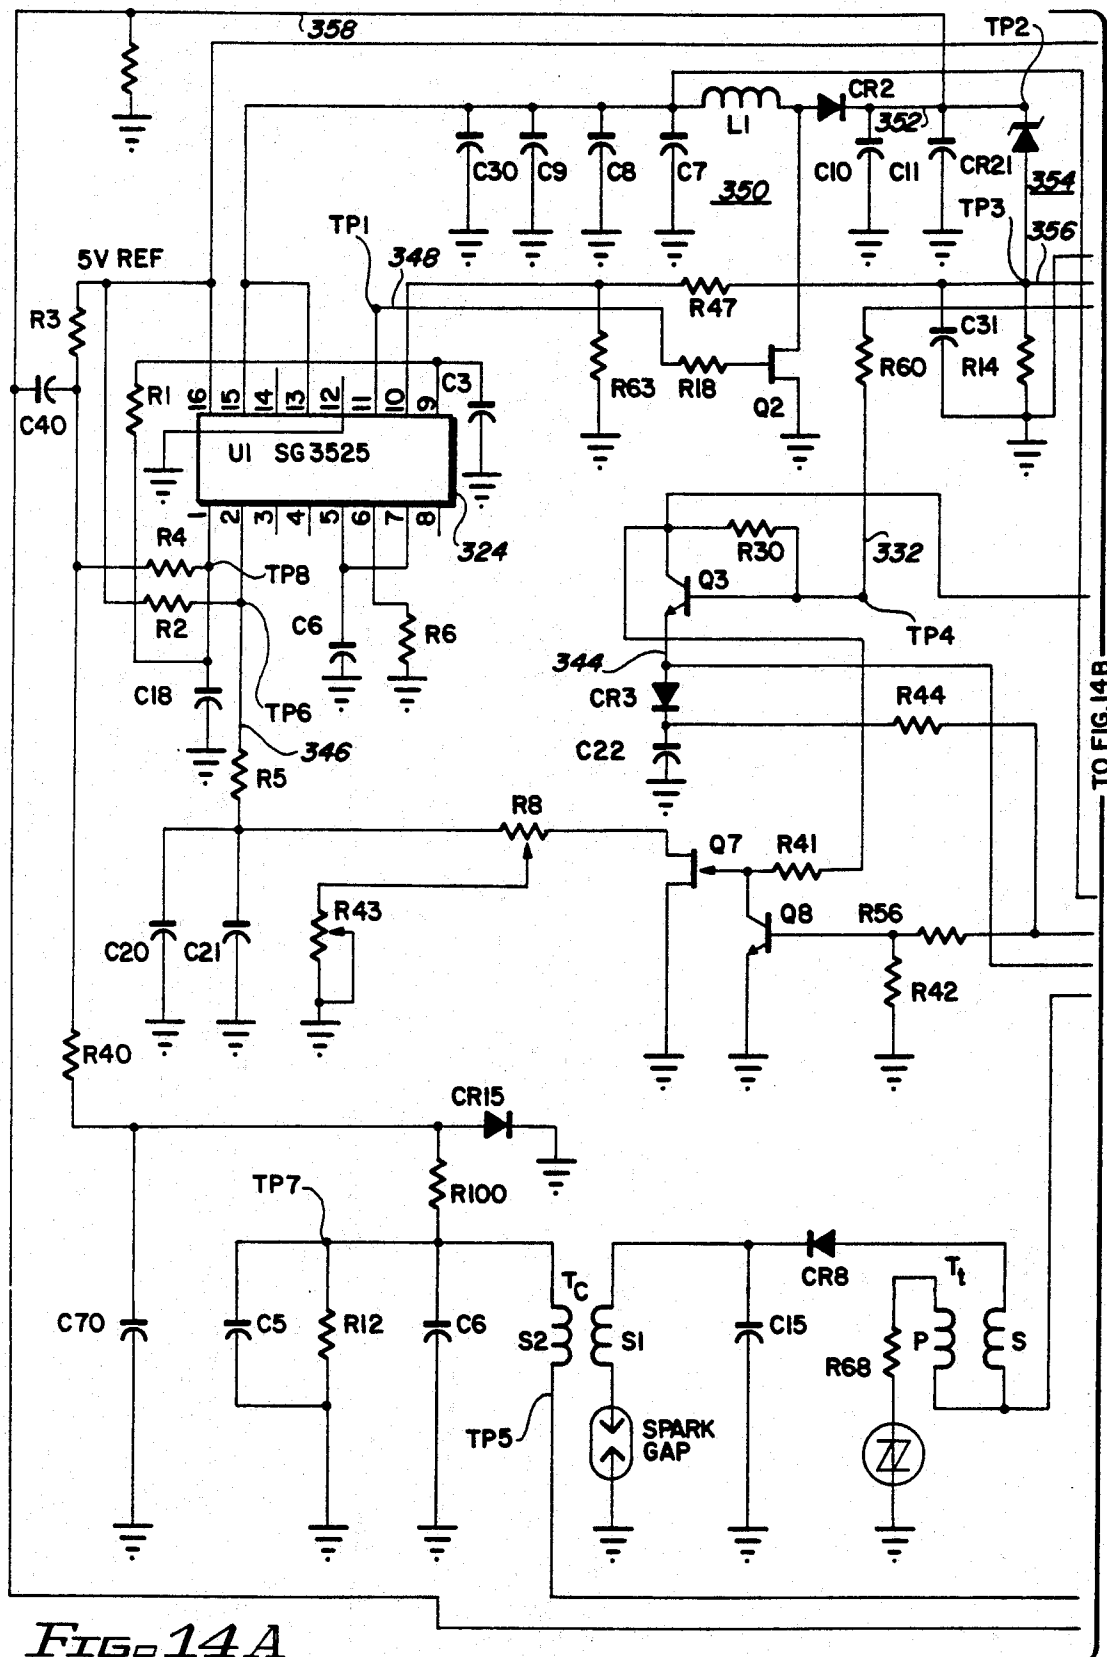 358
TP2
CR2
L1
352
C30 C9 C8 C7
350
C10 C11 CR21
354
TP3
356
TP1
348
5V REF
R3
R47
C31
C40
R1
16 15 14 13 12 11 10 9
C3
R63
R18
Q2
R60
R14
U1 SG3525
1 2 3 4 5 6 7 8
324
R4
TP8
R30
332
Q3
R2
C6
R6
TP4
344
C18
TP6
CR3
R44
346
C22
R5
TO FIG. 14B
R8
Q7
R41
R43
Q8
R56
C20 C21
R42
R40
CR15
TP7
R100
TC
CR8
Tt
C70
C5
R12
C6
S2
S1
C15
P
S
R68
TP5
SPARK
GAP
FIG. 14A